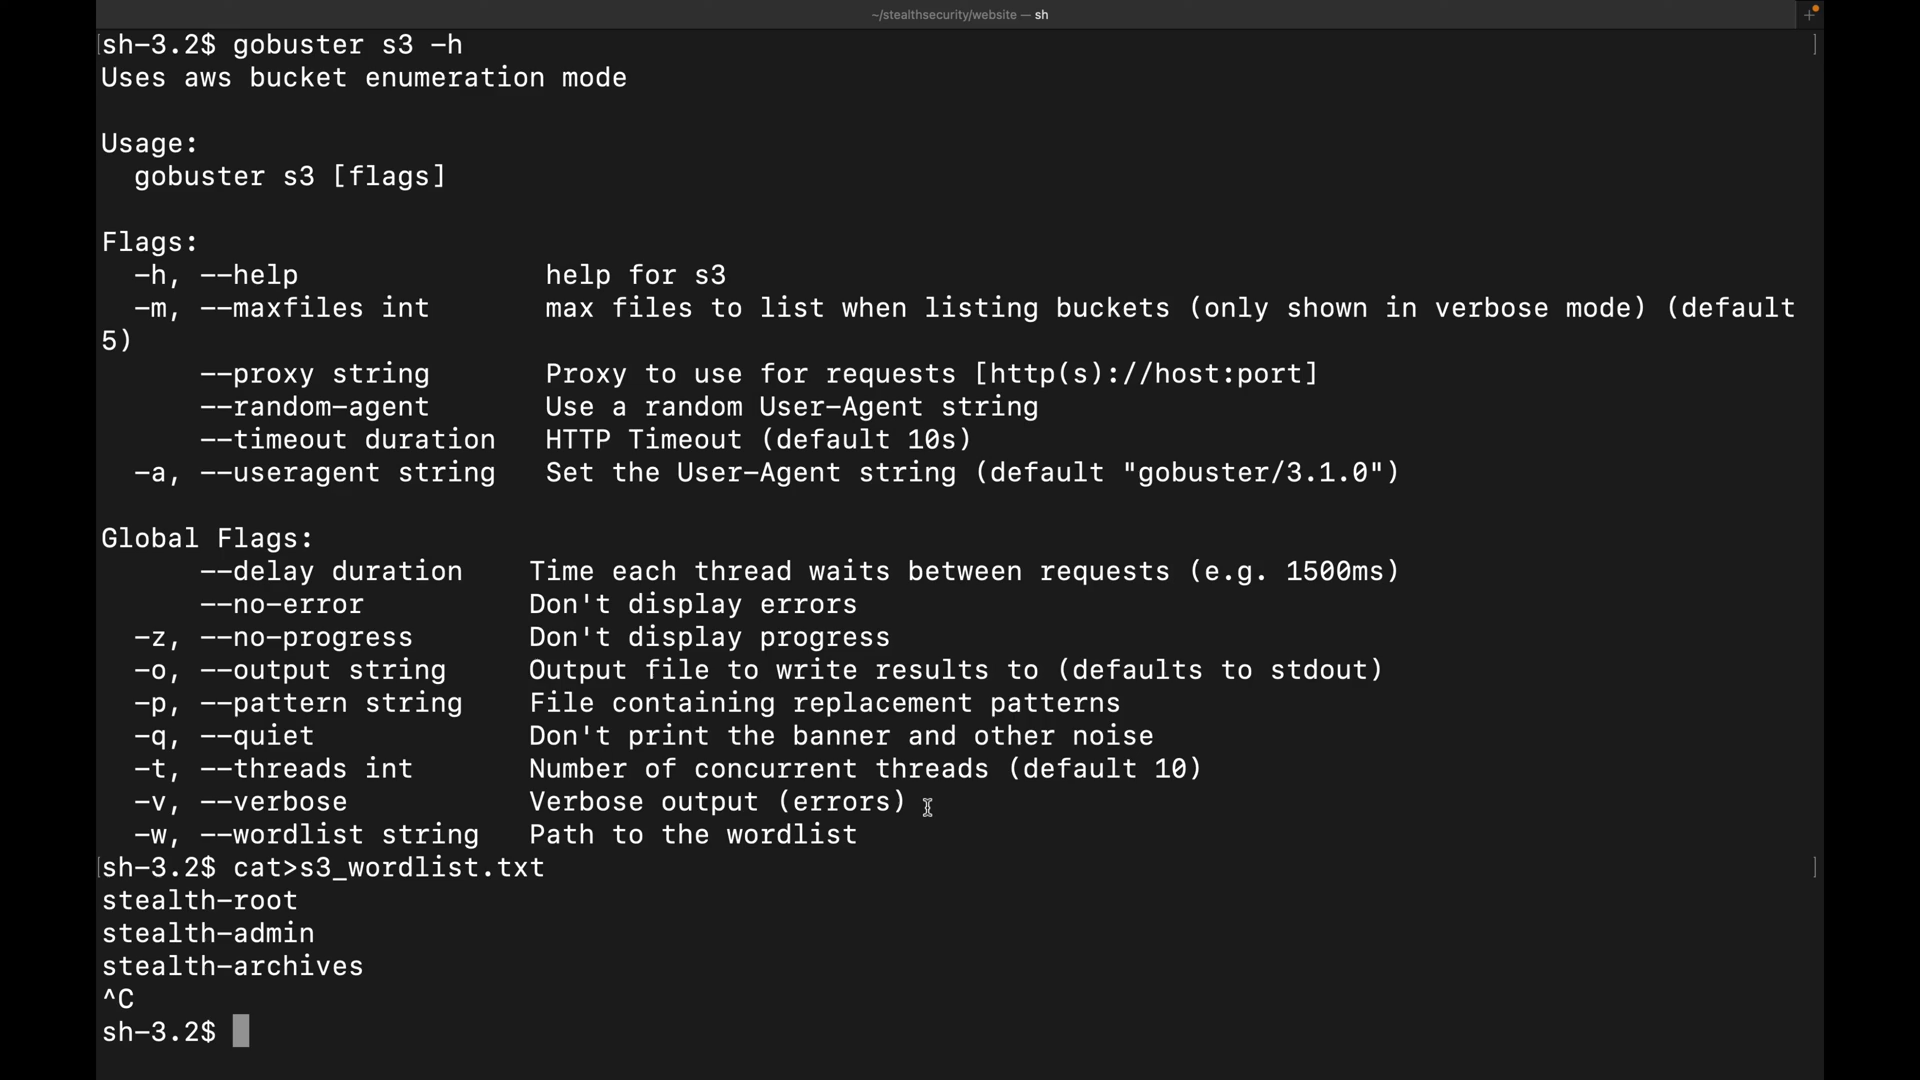 ~/stealthsecurity/website — sh
sh-3.2$ gobuster s3 -h
Uses aws bucket enumeration mode
Usage:
gobuster s3 [flags]
Flags:
-h, --help help for s3
-m, --maxfiles int max files to list when listing buckets (only shown in verbose mode) (default
5)
--proxy string Proxy to use for requests [http(s)://host:port]
--random-agent Use a random User-Agent string
--timeout duration HTTP Timeout (default 10s)
-a, --useragent string Set the User-Agent string (default "gobuster/3.1.0")
Global Flags:
--delay duration Time each thread waits between requests (e.g. 1500ms)
--no-error Don't display errors
-z, --no-progress Don't display progress
-o, --output string Output file to write results to (defaults to stdout)
-p, --pattern string File containing replacement patterns
-q, --quiet Don't print the banner and other noise
-t, --threads int Number of concurrent threads (default 10)
-v, --verbose Verbose output (errors)
-w, --wordlist string Path to the wordlist
sh-3.2$ cat>s3_wordlist.txt
stealth-root
stealth-admin
stealth-archives
^C
sh-3.2$